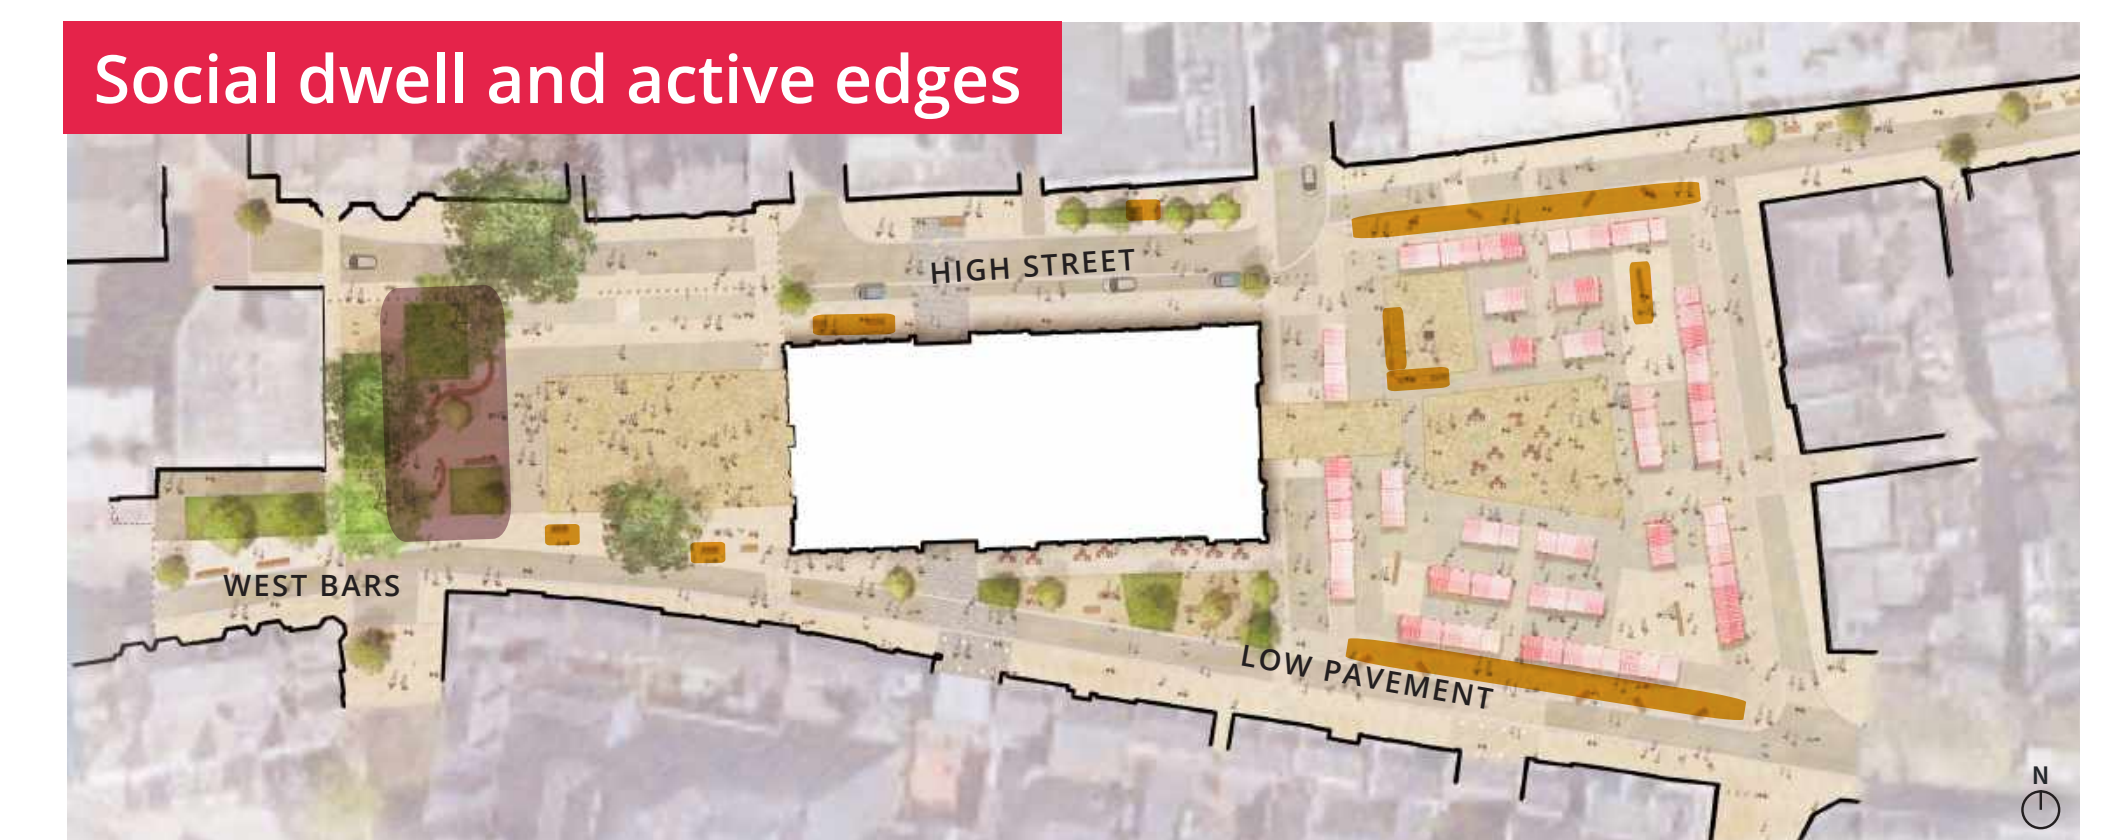 Social dwell and active edges
HIGH STREET
WEST BARS
LOW PAVEMENT
N